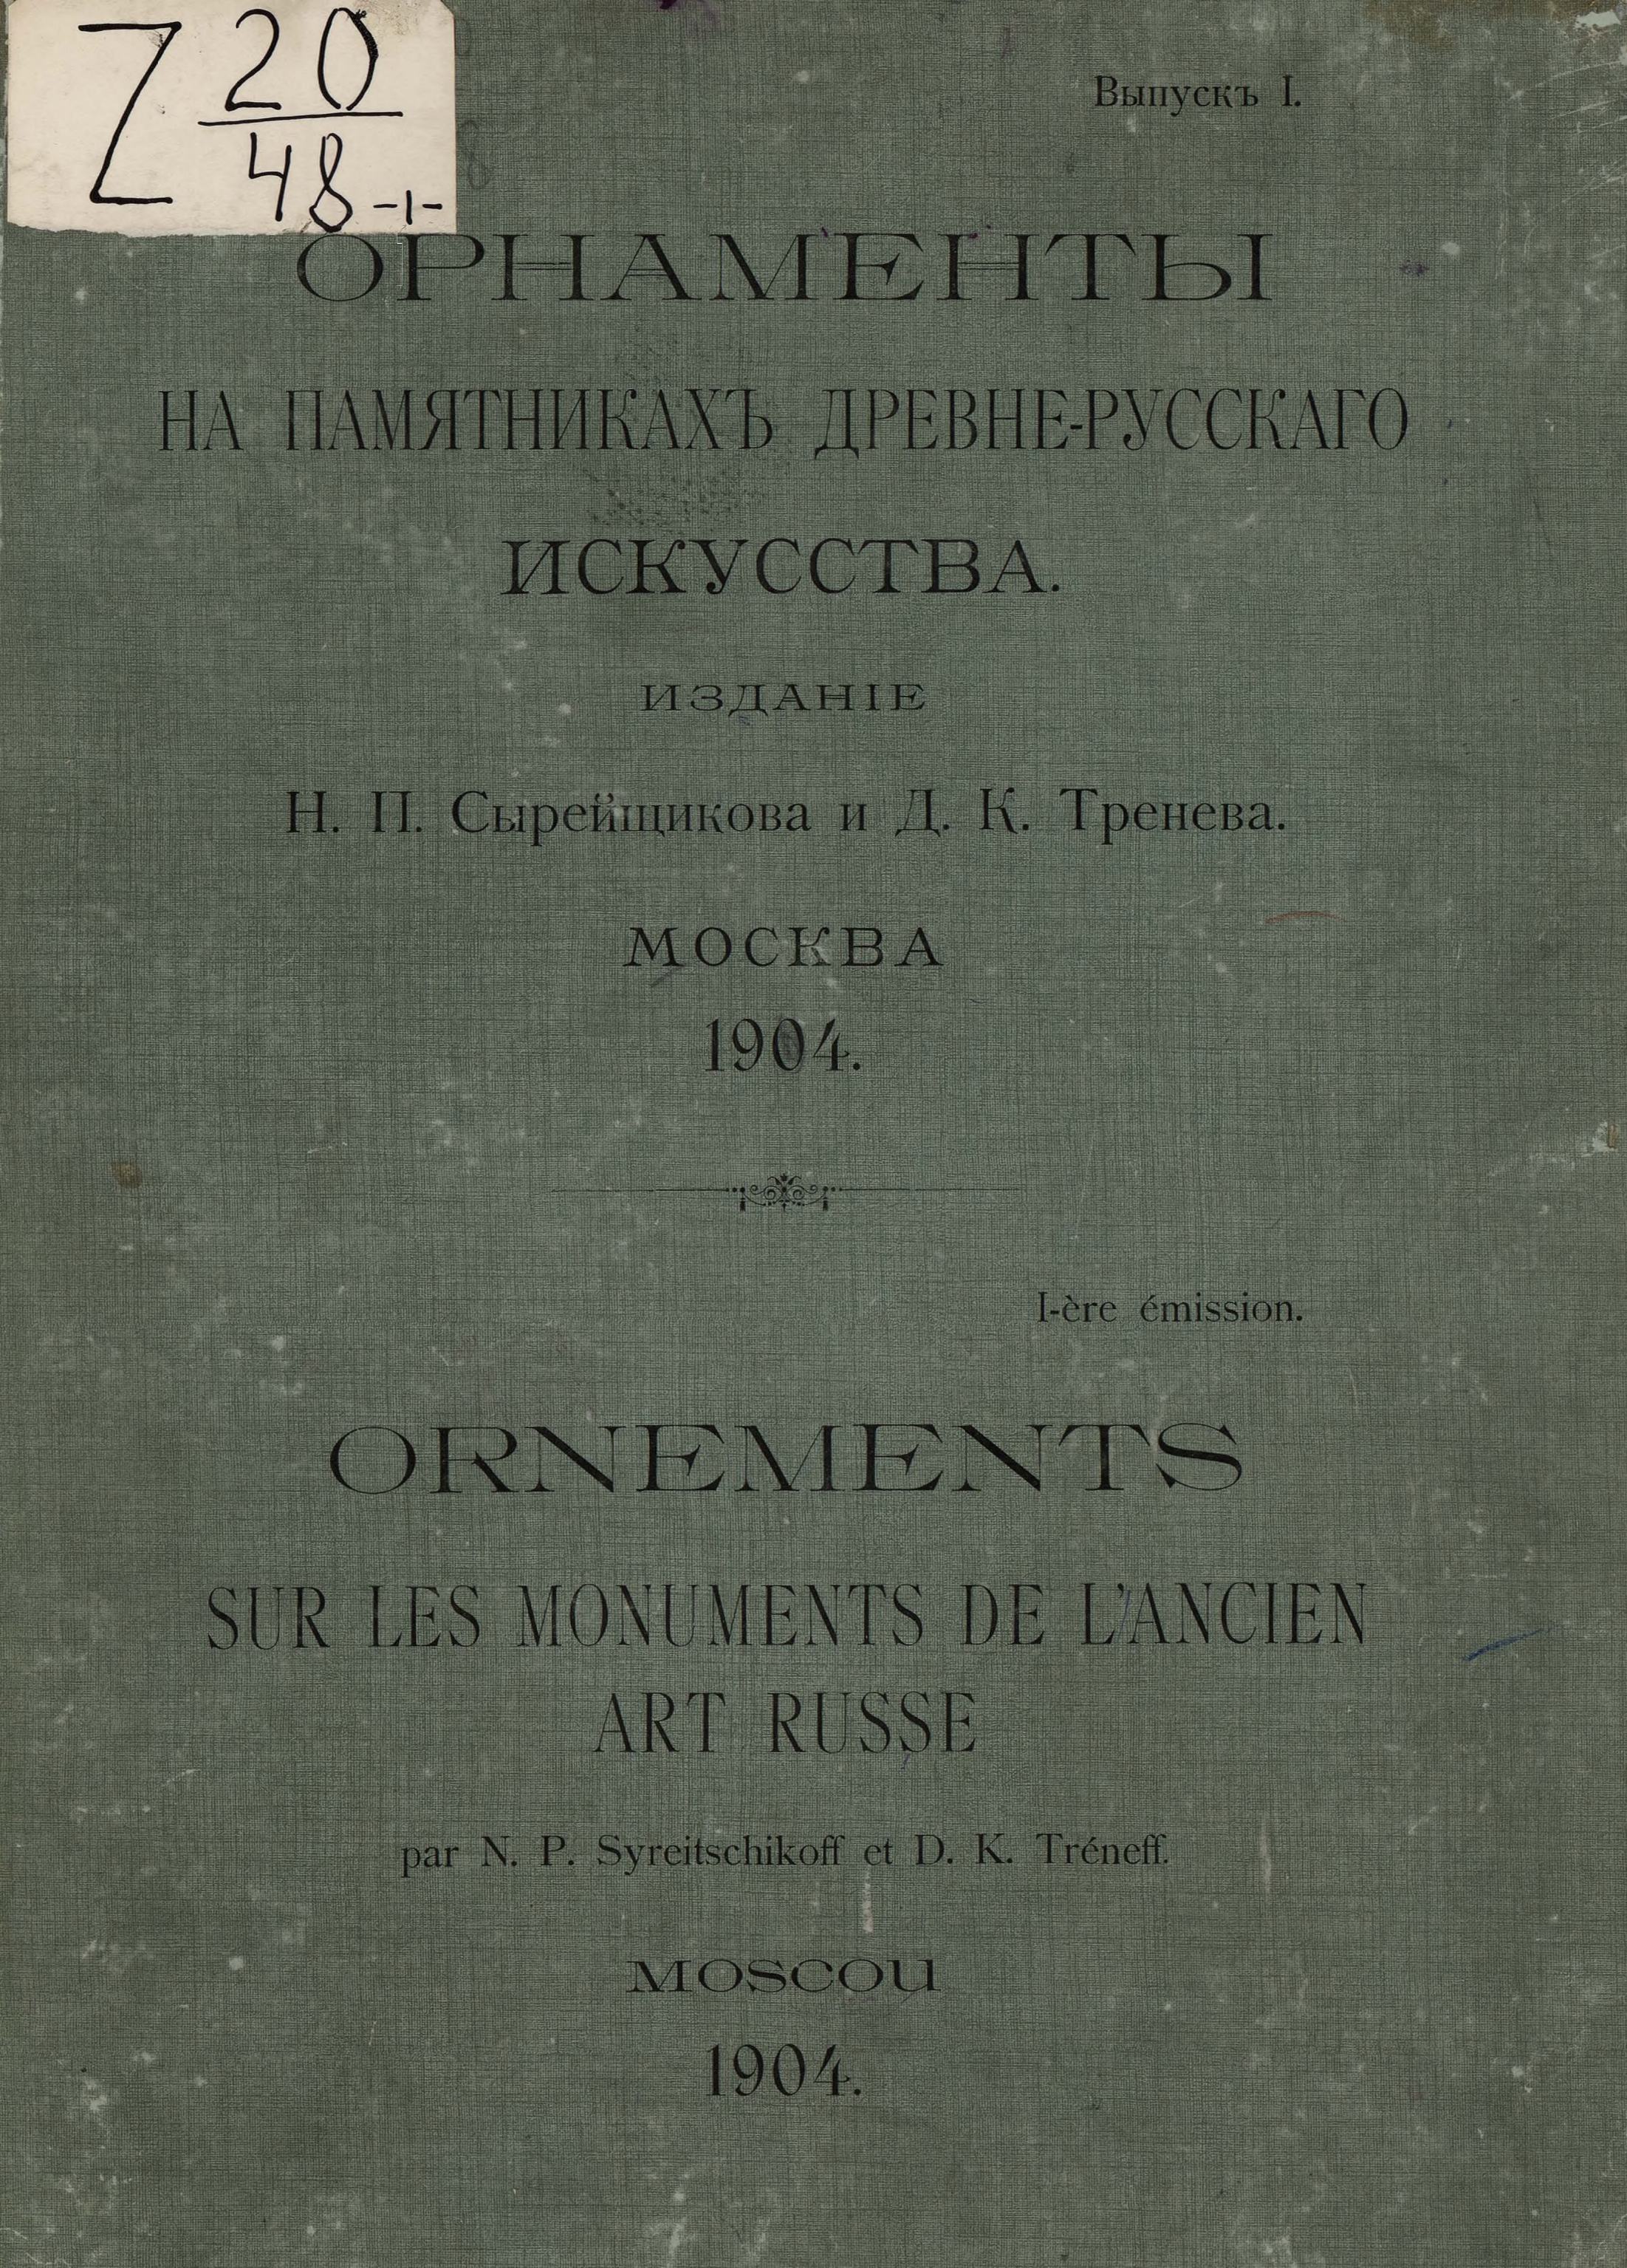 Z 20
48-1-
Выпускъ I.
ОРНАМЕНТЫ
НА ПАМЯТНИКАХЪ ДРЕВНЕ-РУССКАГО
ИСКУССТВА.
ИЗДАНІЕ
Н. П. Сырейщикова и Д. К. Тренева.
МОСКВА
1904.
I-ère émission.
ORNEMENTS
SUR LES MONUMENTS DE L'ANCIEN
ART RUSSE
par N. P. Syreitschikoff et D. K. Tréneff.
MOSCOU
1904.